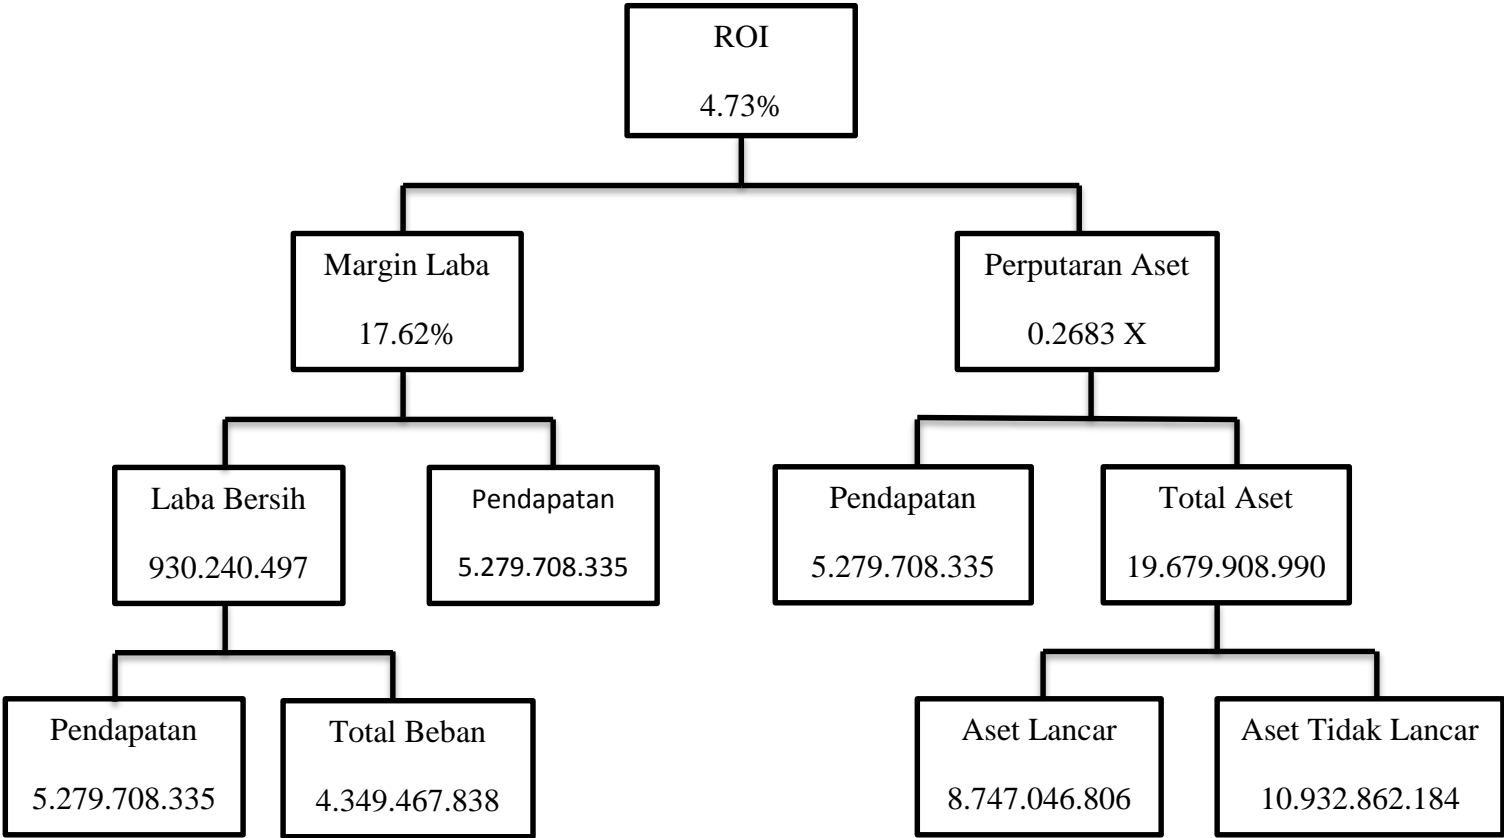 ROI
4.73%
Margin Laba
17.62%
Perputaran Aset
0.2683 X
Laba Bersih
930.240.497
Pendapatan
5.279.708.335
Pendapatan
5.279.708.335
Total Aset
19.679.908.990
Pendapatan
5.279.708.335
Total Beban
4.349.467.838
Aset Lancar
8.747.046.806
Aset Tidak Lancar
10.932.862.184